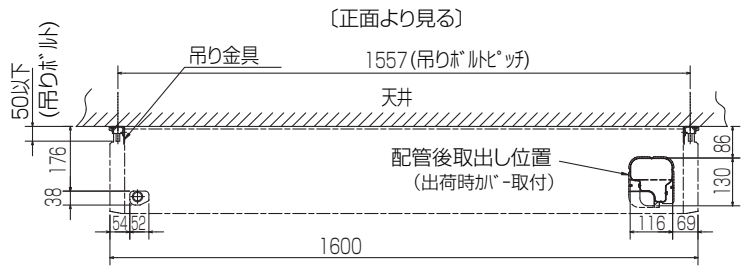 〔正面より見る〕
1557(吊りボルトピッチ)
吊り金具
天井
50以下
(吊りボルト)
176
38
配管後取出し位置
(出荷時カバー取付)
86
130
54
52
116
69
1600